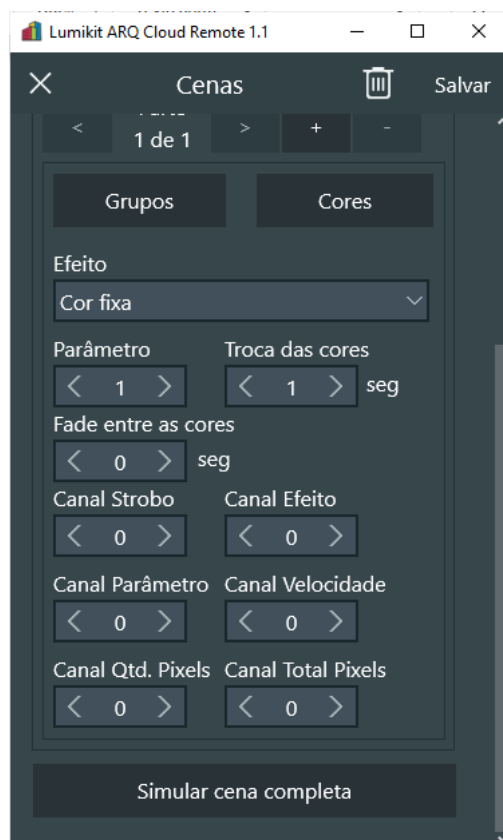 Lumikit ARQ Cloud Remote 1.1
Cenas Salvar
< 1 de 1 > + -
Grupos Cores
Efeito
Cor fixa
Parâmetro Troca das cores
1 1 seg
Fade entre as cores
0 seg
Canal Strobo Canal Efeito
0 0
Canal Parâmetro Canal Velocidade
0 0
Canal Qtd. Pixels Canal Total Pixels
0 0
Simular cena completa